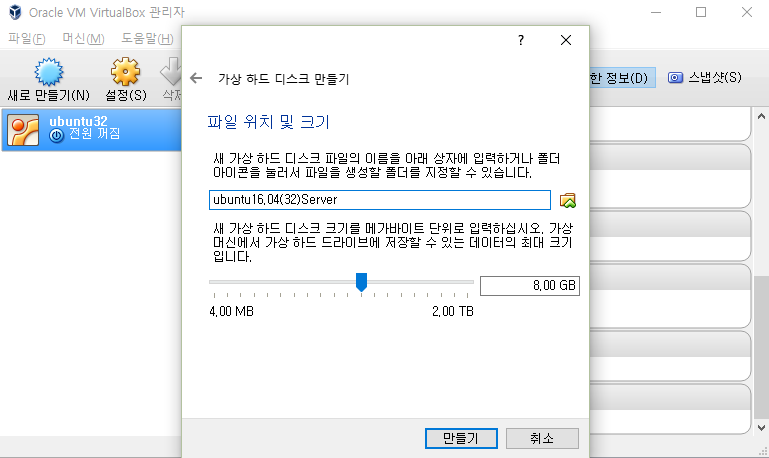 Oracle VM VirtualBox 관리자
파일(F) 머신(M) 도움말(H)
새로 만들기(N) 설정(S) 삭제
한 정보(D) 스냅샷(S)
ubuntu32
전원 꺼짐
?
가상 하드 디스크 만들기
파일 위치 및 크기
새 가상 하드 디스크 파일의 이름을 아래 상자에 입력하거나 폴더
아이콘을 눌러서 파일을 생성할 폴더를 지정할 수 있습니다.
ubuntu16.04(32)Server
새 가상 하드 디스크 크기를 메가바이트 단위로 입력하십시오. 가상
머신에서 가상 하드 드라이브에 저장할 수 있는 데이터의 최대 크기
입니다.
8.00 GB
4.00 MB 2.00 TB
만들기 취소